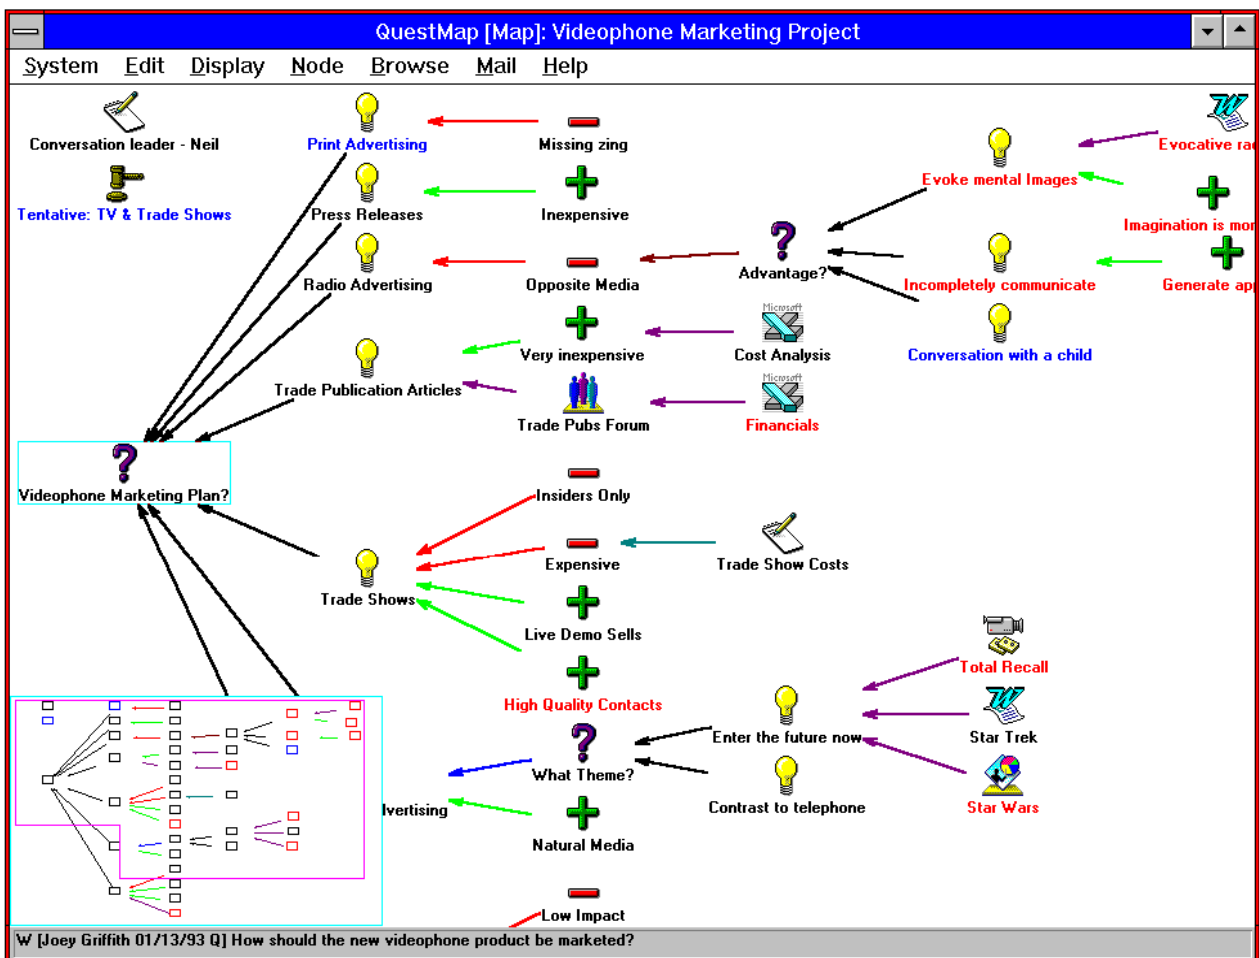 QuestMap [Map]: Videophone Marketing Project
System Edit Display Node Browse Mail Help
Conversation leader - Neil
Print Advertising
Missing zing
Evocative rac
Evoke mental Images
Tentative: TV & Trade Shows
Press Releases
Inexpensive
Imagination is mor
Advantage?
Radio Advertising
Opposite Media
Incompletely communicate
Generate app
Microsoft
Very inexpensive
Cost Analysis
Conversation with a child
Trade Publication Articles
Microsoft
Trade Pubs Forum
Financials
Videophone Marketing Plan?
Insiders Only
Expensive
Trade Show Costs
Trade Shows
Live Demo Sells
Total Recall
High Quality Contacts
Enter the future now
Star Trek
What Theme?
Contrast to telephone
Star Wars
lvertising
Natural Media
Low Impact
W [Joey Griffith 01/13/93 Q] How should the new videophone product be marketed?